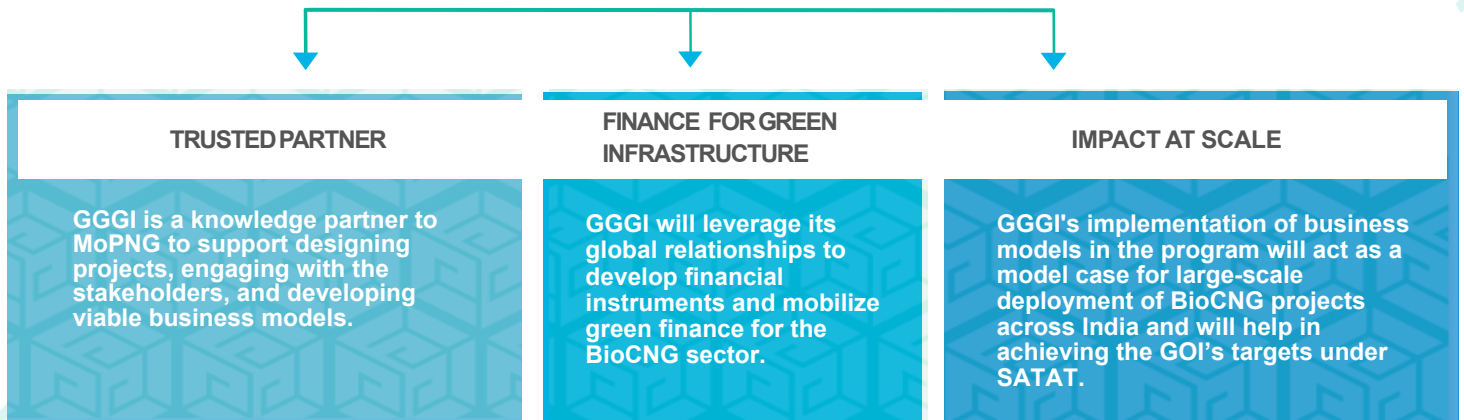 TRUSTED PARTNER
GGGI is a knowledge partner to
MoPNG to support designing
projects, engaging with the
stakeholders, and developing
viable business models.
FINANCE FOR GREEN
INFRASTRUCTURE
GGGI will leverage its
global relationships to
develop financial
instruments and mobilize
green finance for the
BioCNG sector.
IMPACT AT SCALE
GGGI's implementation of business
models in the program will act as a
model case for large-scale
deployment of BioCNG projects
across India and will help in
achieving the GOI’s targets under
SATAT.